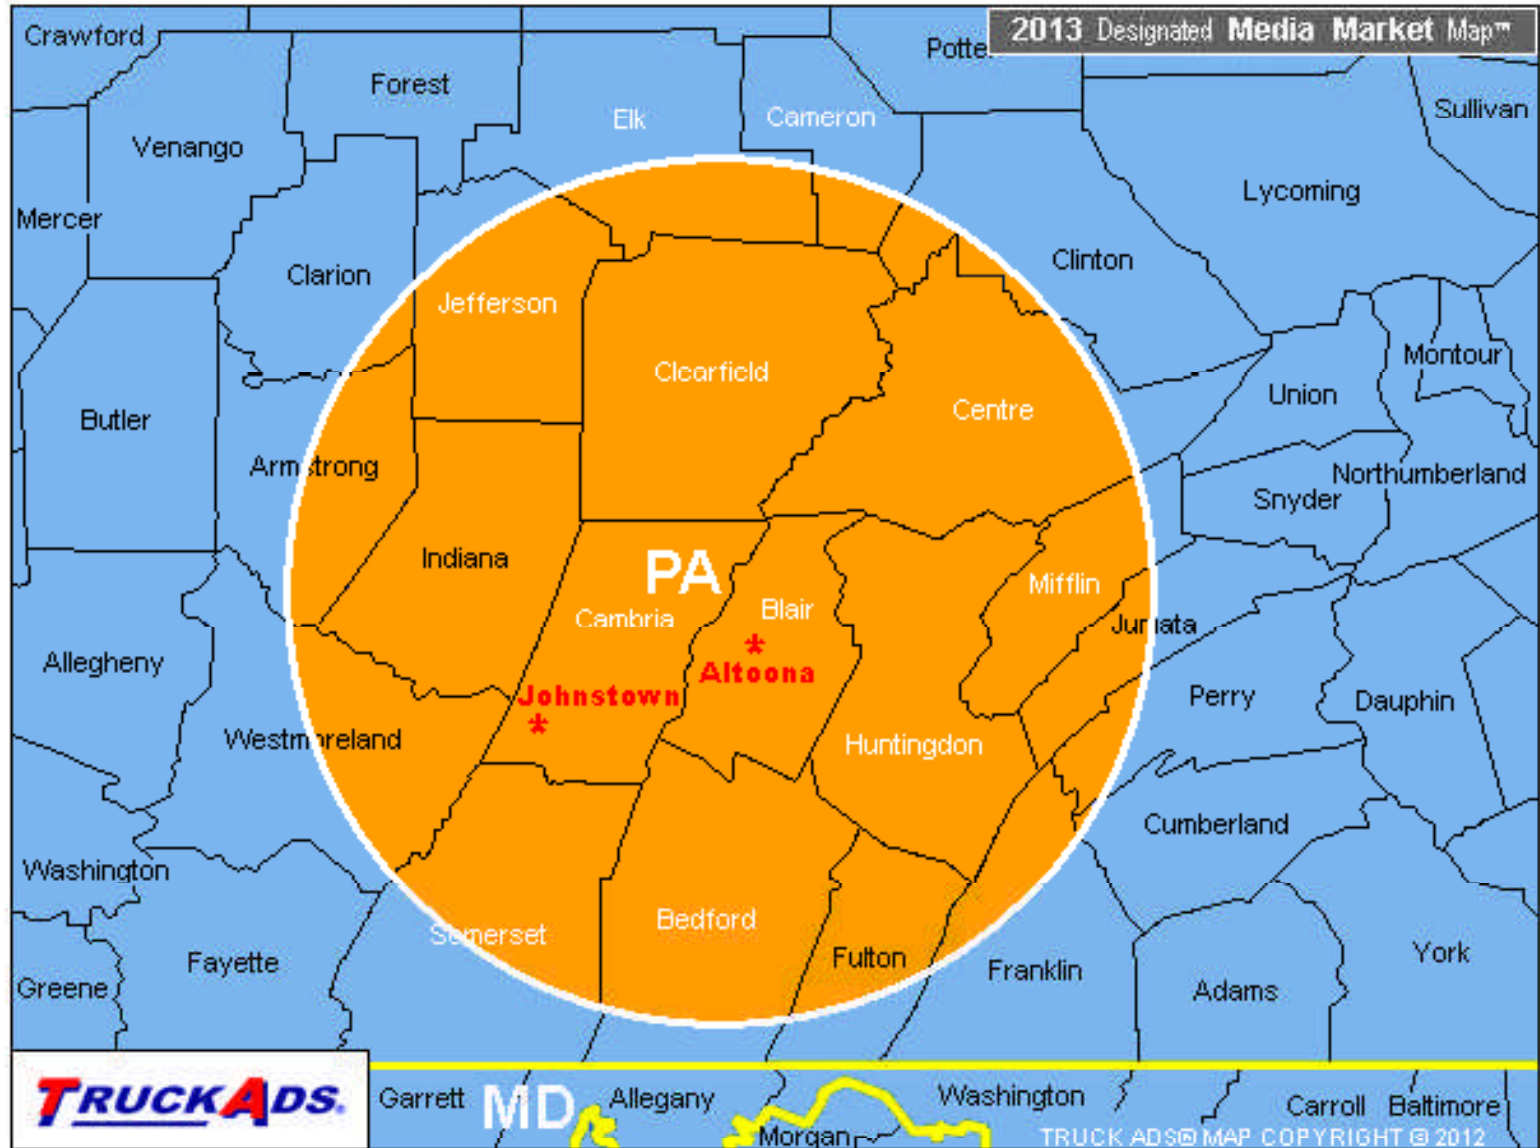 Crawford
2013 Designated Media Market Map™
Potte
Forest
Elk
Cameron
Sullivan
Venango
Lycoming
Mercer
Clarion
Clinton
Jefferson
Clearfield
Montour
Butler
Centre
Union
Armstrong
Northumberland
Snyder
Indiana
PA
Mifflin
Cambria
Blair
Juniata
Allegheny
Altoona
Johnstown
Perry
Dauphin
Westmoreland
Huntingdon
Cumberland
Washington
Somerset
Bedford
Fayette
Fulton
Franklin
York
Greene
Adams
TRUCKADS.
Garrett
MD
Allegany
Washington
Carroll
Baltimore
Morgan
TRUCK ADS® MAP COPYRIGHT © 2012